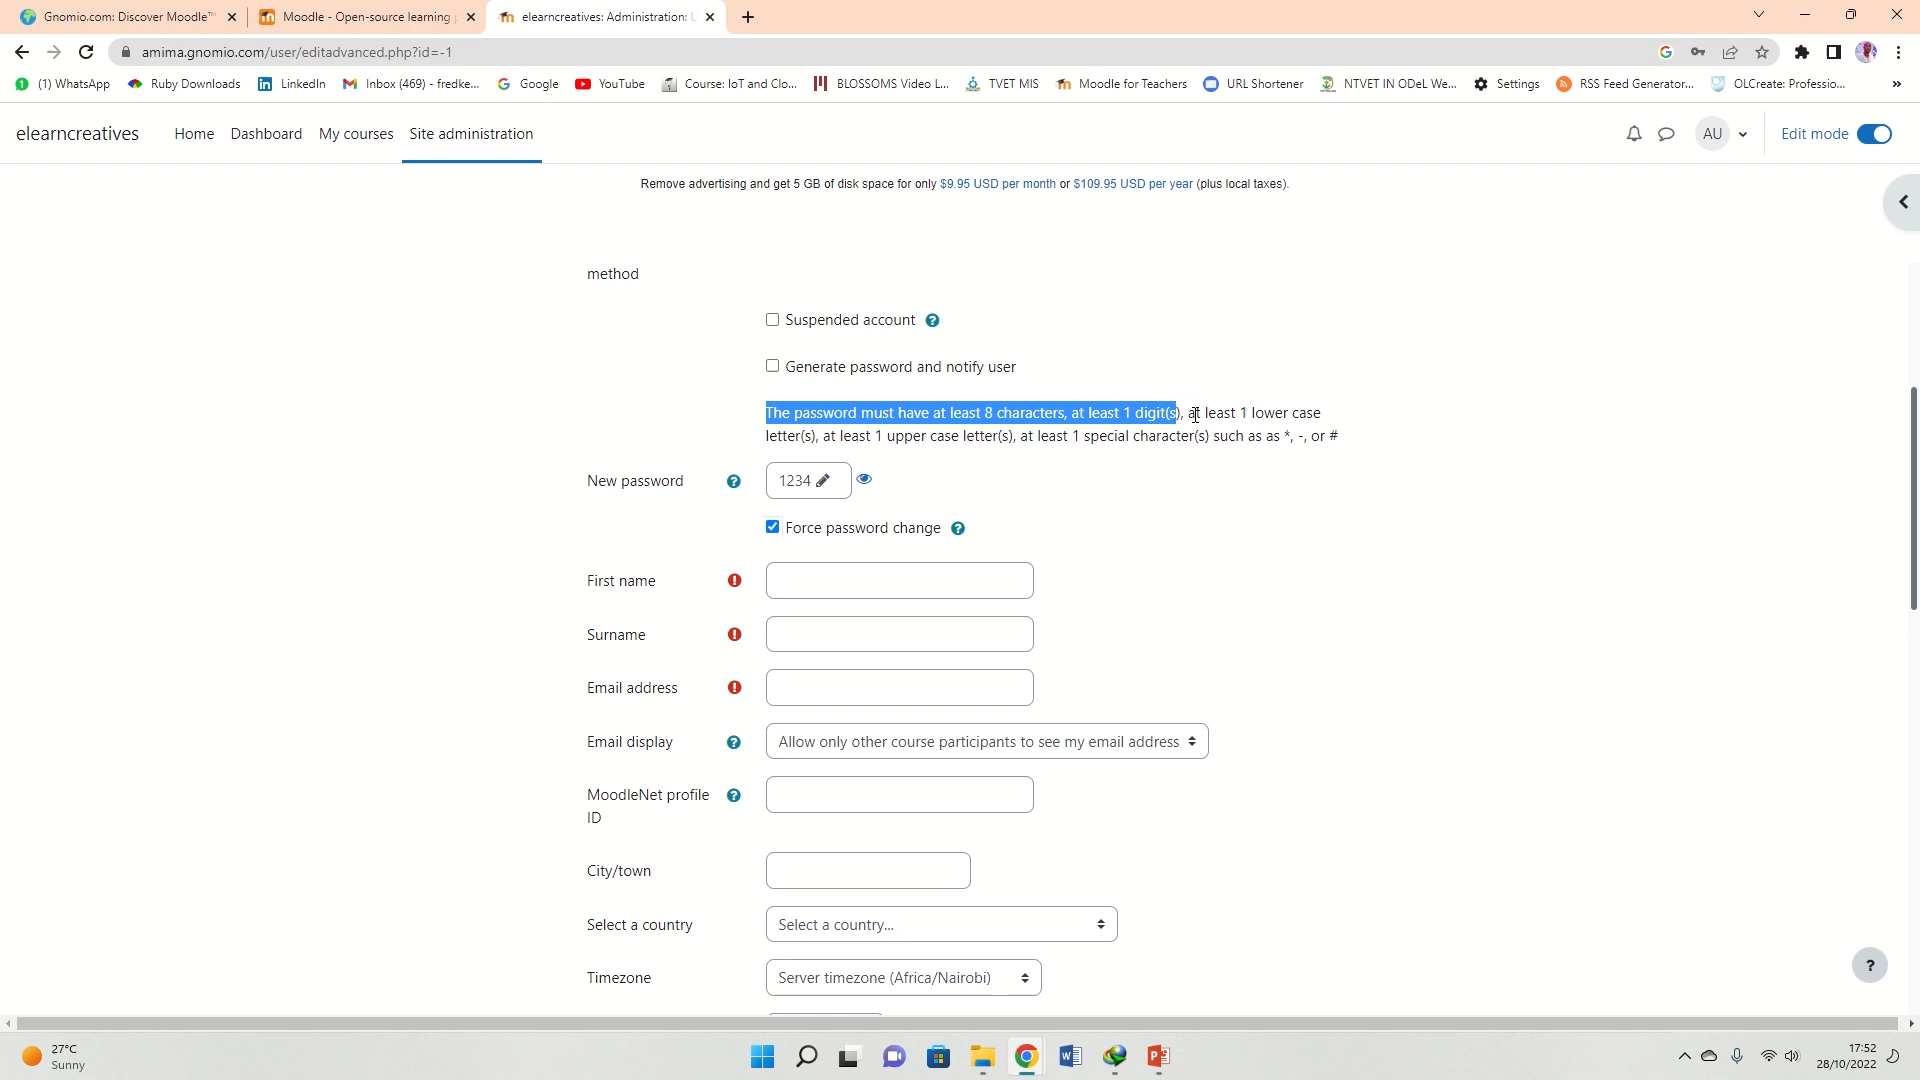 Gnomio.com: Discover Moodle™
Moodle - Open-source learning
elearncreatives: Administration:
amima.gnomio.com/user/editadvanced.php?id=-1
(1) WhatsApp
Ruby Downloads
LinkedIn
Inbox (469) - fredke...
Google
YouTube
Course: IoT and Clo...
BLOSSOMS Video L...
TVET MIS
Moodle for Teachers
URL Shortener
NTVET IN ODeL We...
Settings
RSS Feed Generator...
OLCreate: Professio...
»
elearncreatives
Home
Dashboard
My courses
Site administration
AU
Edit mode
Remove advertising and get 5 GB of disk space for only $9.95 USD per month or $109.95 USD per year (plus local taxes).
method
Suspended account
Generate password and notify user
The password must have at least 8 characters, at least 1 digit(s), at least 1 lower case
letter(s), at least 1 upper case letter(s), at least 1 special character(s) such as as *, -, or #
New password
1234
Force password change
First name
Surname
Email address
Email display
Allow only other course participants to see my email address
MoodleNet profile
ID
City/town
Select a country
Select a country...
Timezone
Server timezone (Africa/Nairobi)
?
27°C
Sunny
17:52
28/10/2022